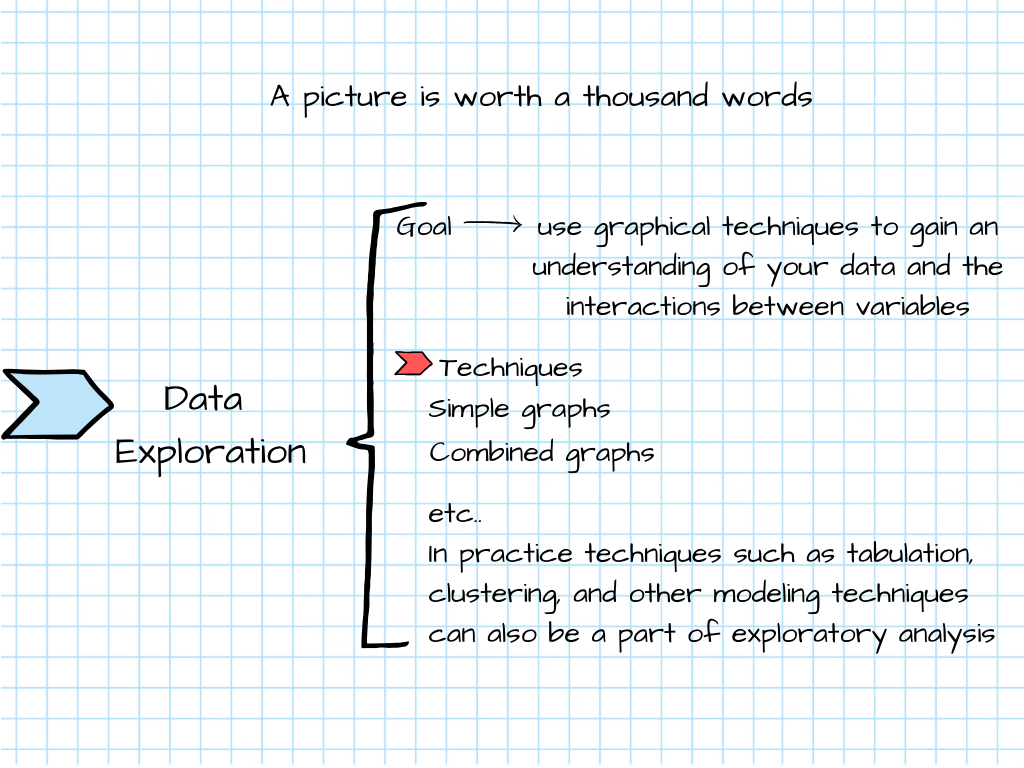 A picture is worth a thousand words
Goal → use graphical techniques to gain an
understanding of your data and the
interactions between variables
Data
Exploration
Techniques
Simple graphs
Combined graphs
etc..
In practice techniques such as tabulation,
clustering, and other modeling techniques
can also be a part of exploratory analysis